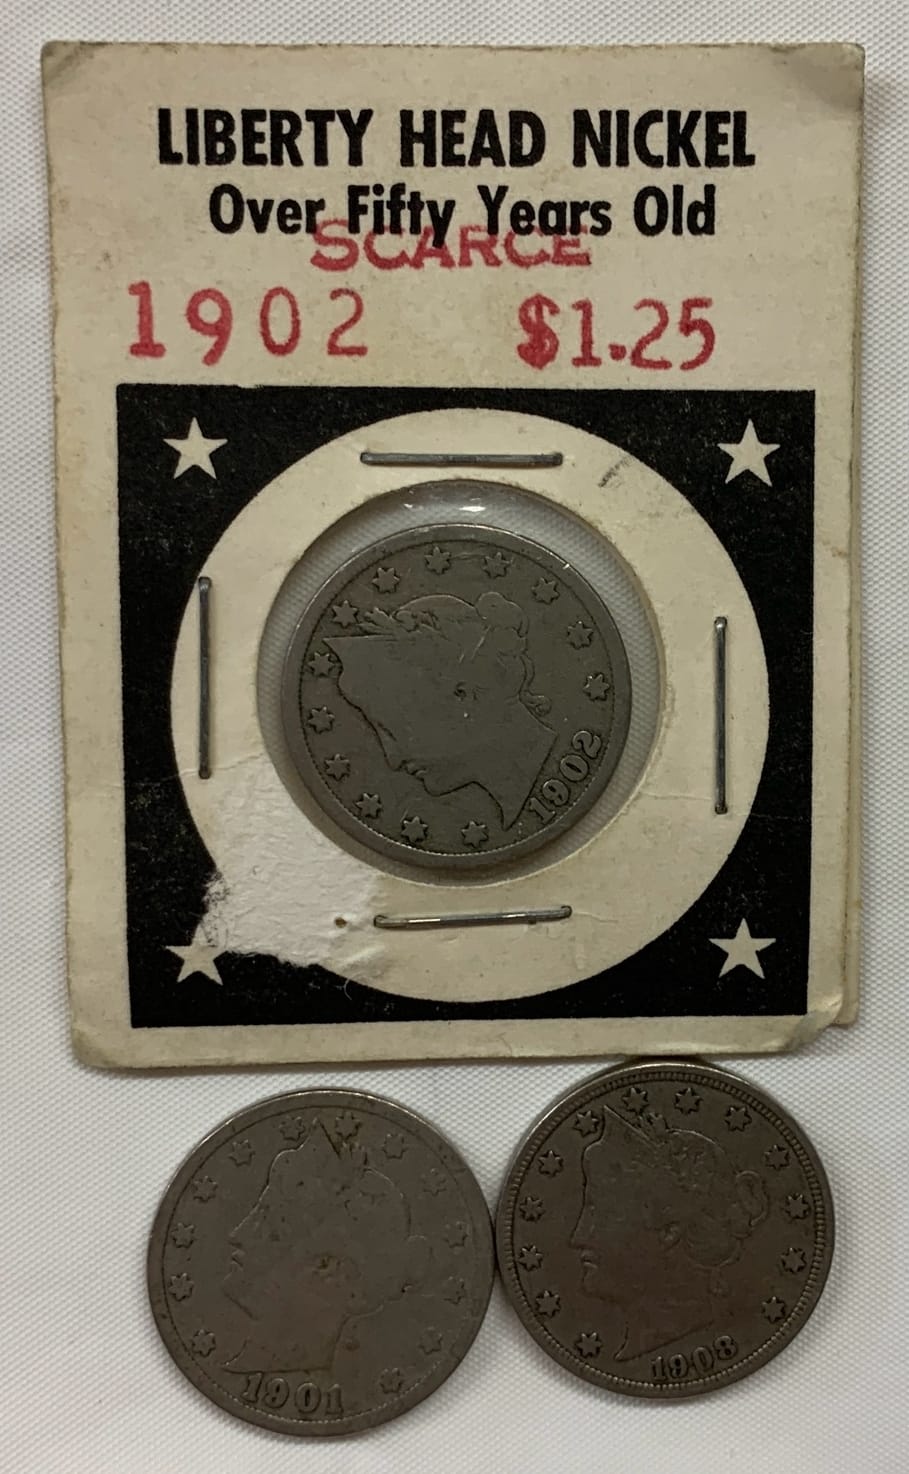 LIBERTY HEAD NICKEL
Over Fifty Years Old
SCARCE
1902 $1.25
1902
1901
1908